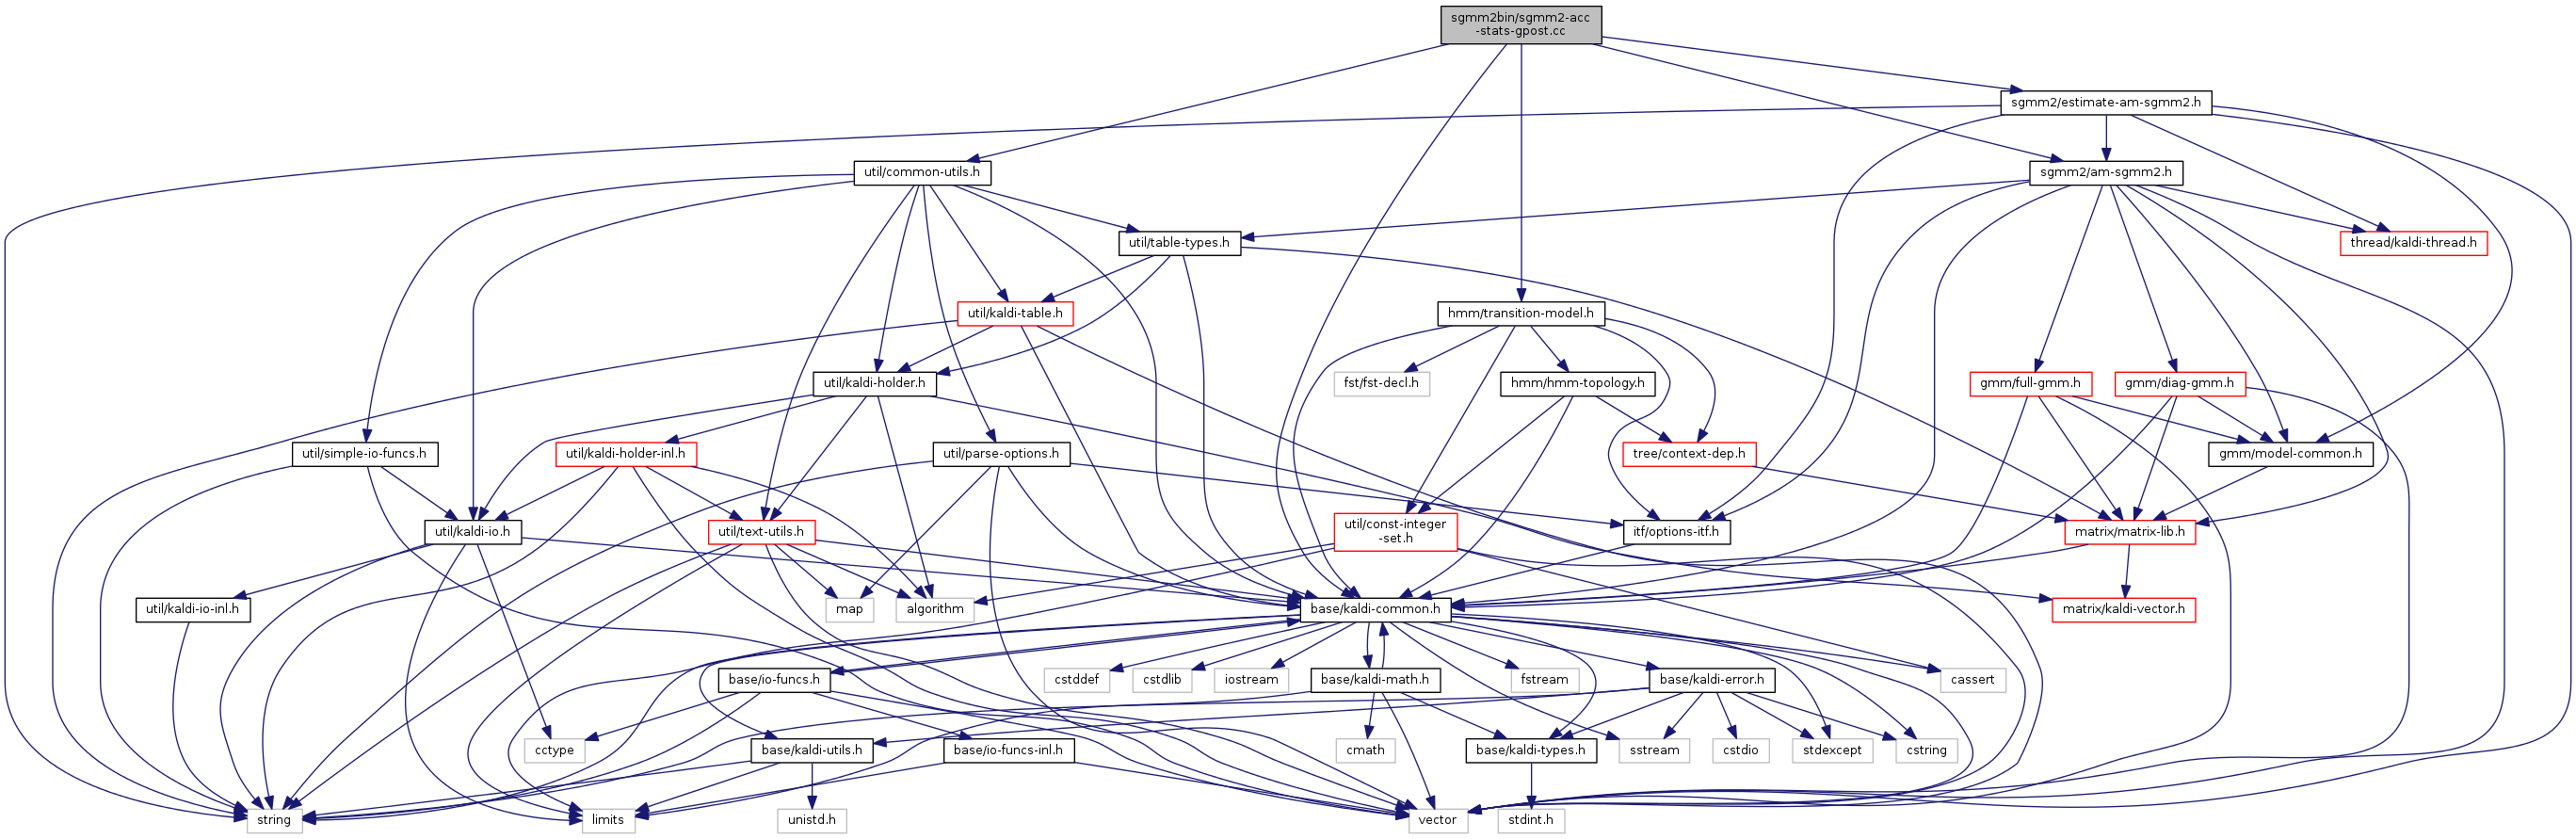 sgmm2bin/sgmm2-acc
-stats-gpost.cc
sgmm2/estimate-am-sgmm2.h
util/common-utils.h
sgmm2/am-sgmm2.h
util/table-types.h
thread/kaldi-thread.h
util/kaldi-table.h
hmm/transition-model.h
util/kaldi-holder.h
fst/fst-decl.h
hmm/hmm-topology.h
gmm/full-gmm.h
gmm/diag-gmm.h
util/simple-io-funcs.h
util/kaldi-holder-inl.h
util/parse-options.h
tree/context-dep.h
gmm/model-common.h
util/kaldi-io.h
util/text-utils.h
util/const-integer
-set.h
itf/options-itf.h
matrix/matrix-lib.h
util/kaldi-io-inl.h
map
algorithm
base/kaldi-common.h
matrix/kaldi-vector.h
base/io-funcs.h
cstddef
cstdlib
iostream
base/kaldi-math.h
fstream
base/kaldi-error.h
cassert
cctype
base/kaldi-utils.h
base/io-funcs-inl.h
cmath
base/kaldi-types.h
sstream
cstdio
stdexcept
cstring
string
limits
unistd.h
vector
stdint.h